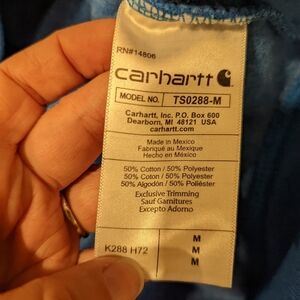 RN#14806
carhartt
MODEL NO. TS0288-M
Carhartt, Inc. P.O. Box 600
Dearborn, MI 48121 USA
carhartt.com
Made in Mexico
Fabriqué au Mexique
Hecho en México
50% Cotton / 50% Polyester
50% Coton / 50% Polyester
50% Algodón / 50% Poliéster
Exclusive Trimming
Sauf Garnitures
Excepto Adorno
M
K288 H72 M
M